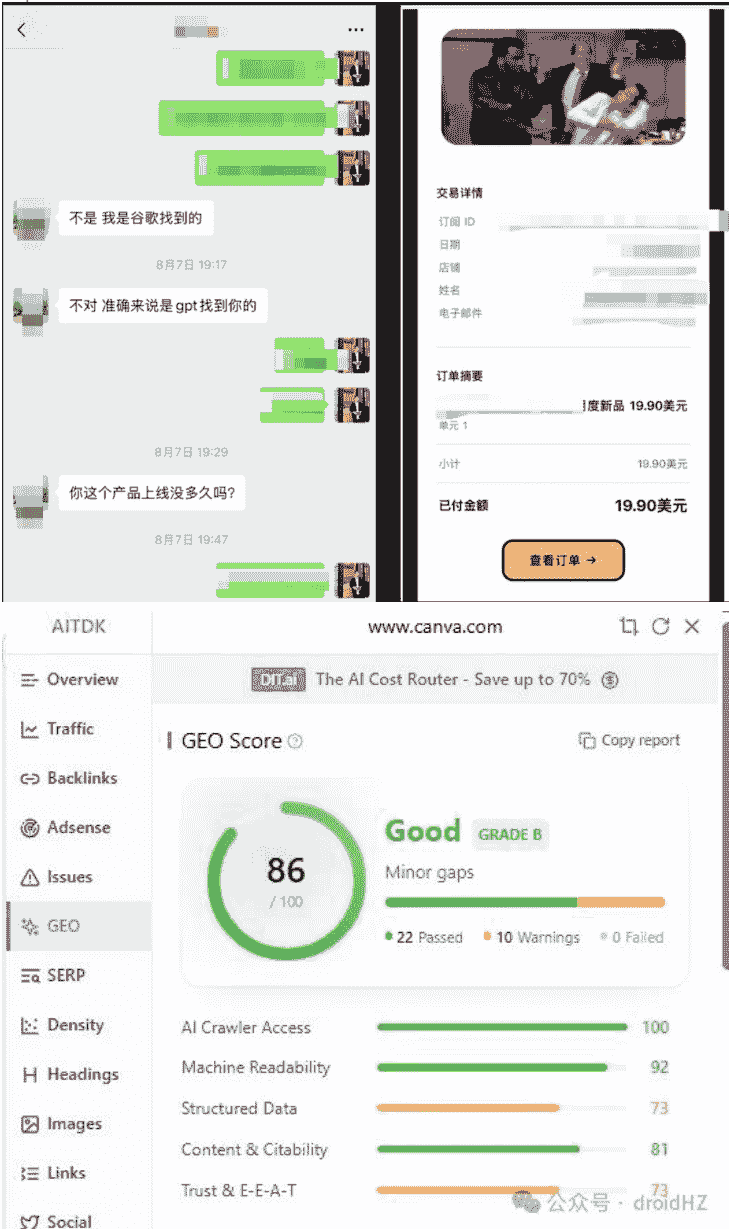 不是 我是谷歌找到的
8月7日 19:17
不对 准确来说是gpt找到你的
8月7日 19:29
你这个产品上线没多久吗?
8月7日 19:47
交易详情
订阅 ID
日期
店铺
姓名
电子邮件
订单摘要
月度新品 19.90美元
单元 1
小计 19.90美元
已付金额 19.90美元
查看订单 →
AITDK
www.canva.com
DIT.ai The AI Cost Router - Save up to 70%
Overview
Traffic
Backlinks
Adsense
Issues
GEO
SERP
Density
Headings
Images
Links
Social
GEO Score
Copy report
86
/ 100
Good GRADE B
Minor gaps
22 Passed 10 Warnings 0 Failed
AI Crawler Access 100
Machine Readability 92
Structured Data 73
Content & Citability 81
Trust & E-E-A-T 73
公众号 · droidHZ